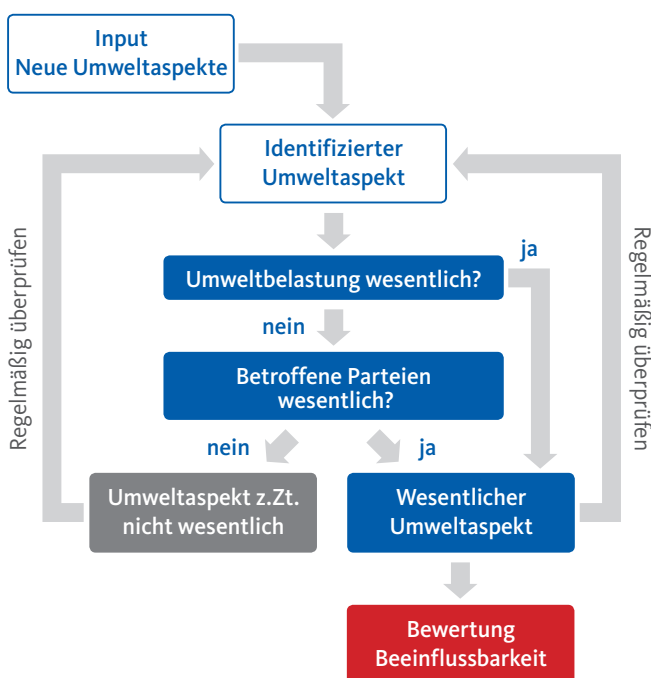 Input
Neue Umweltaspekte
Identifizierter
Umweltaspekt
Regelmäßig überprüfen
Regelmäßig überprüfen
ja
Umweltbelastung wesentlich?
nein
Betroffene Parteien
wesentlich?
nein
ja
Umweltaspekt z.Zt.
nicht wesentlich
Wesentlicher
Umweltaspekt
Bewertung
Beeinflussbarkeit